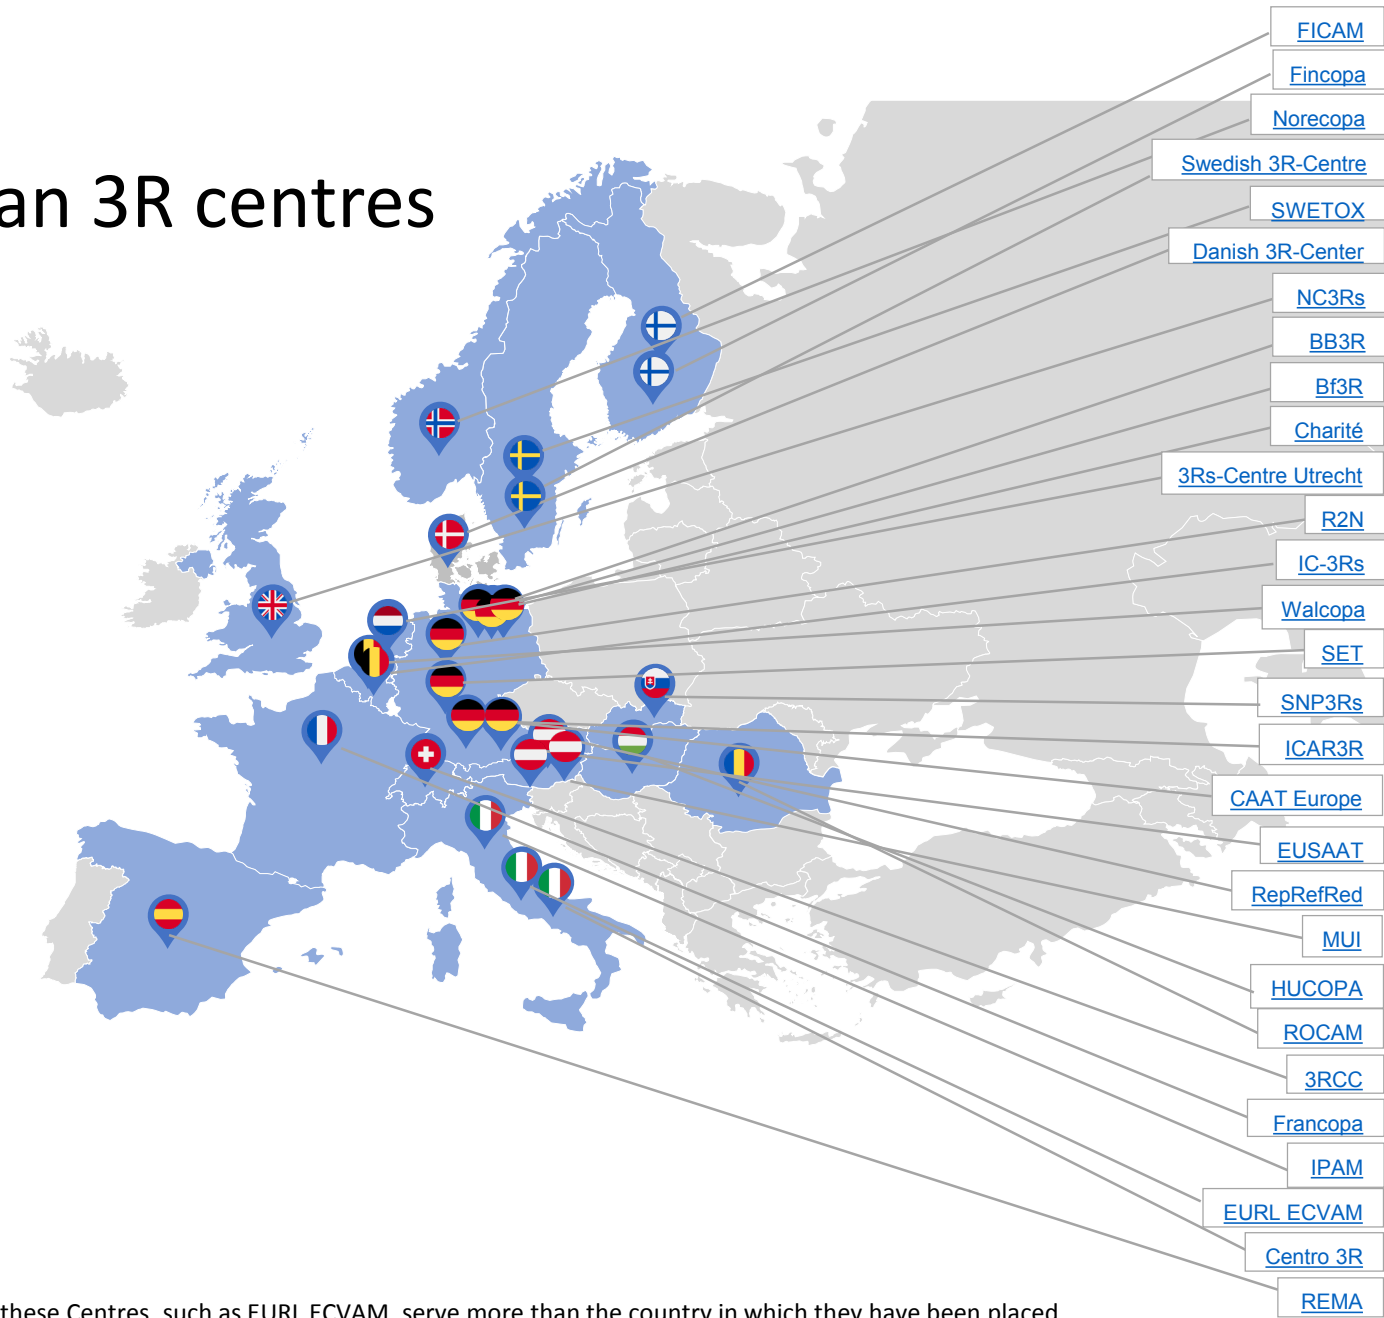 an 3R centres
FICAM
Fincopa
Norecopa
Swedish 3R-Centre
SWETOX
Danish 3R-Center
NC3Rs
BB3R
Bf3R
Charité
3Rs-Centre Utrecht
R2N
IC-3Rs
Walcopa
SET
SNP3Rs
ICAR3R
CAAT Europe
EUSAAT
RepRefRed
MUI
HUCOPA
ROCAM
3RCC
Francopa
IPAM
EURL ECVAM
Centro 3R
REMA
these Centres, such as EURL ECVAM, serve more than the country in which they have been placed